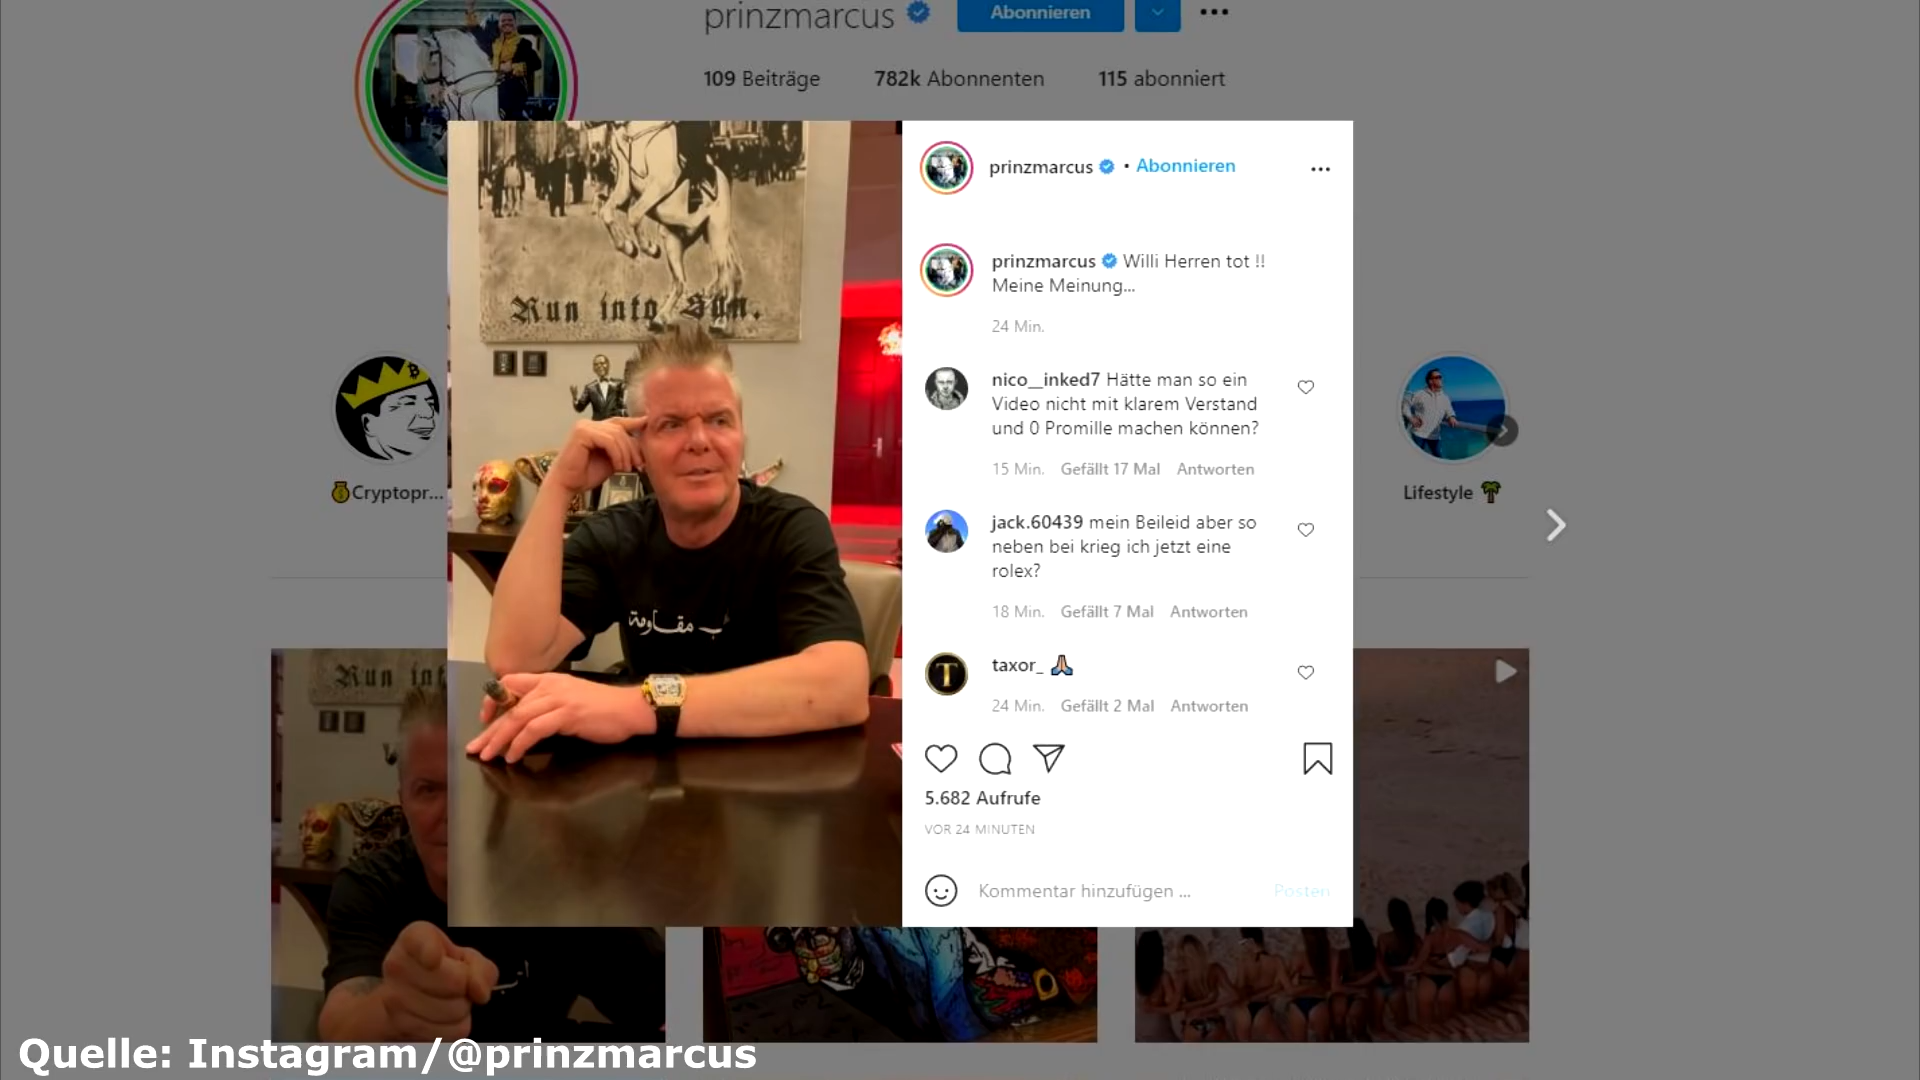 prinzmarcus
Abonnieren
109 Beiträge
782k Abonnenten
115 abonniert
Run into Sun.
prinzmarcus • Abonnieren
prinzmarcus Willi Herren tot !!
Meine Meinung...
24 Min.
nico__inked7 Hätte man so ein
Video nicht mit klarem Verstand
und 0 Promille machen können?
15 Min. Gefällt 17 Mal Antworten
jack.60439 mein Beileid aber so
neben bei krieg ich jetzt eine
rolex?
18 Min. Gefällt 7 Mal Antworten
taxor_ 🙏🏼
24 Min. Gefällt 2 Mal Antworten
5.682 Aufrufe
VOR 24 MINUTEN
Kommentar hinzufügen ...
Posten
💰Cryptopr...
Lifestyle 🌴
مقاومة
Run int
T
Quelle: Instagram/@prinzmarcus